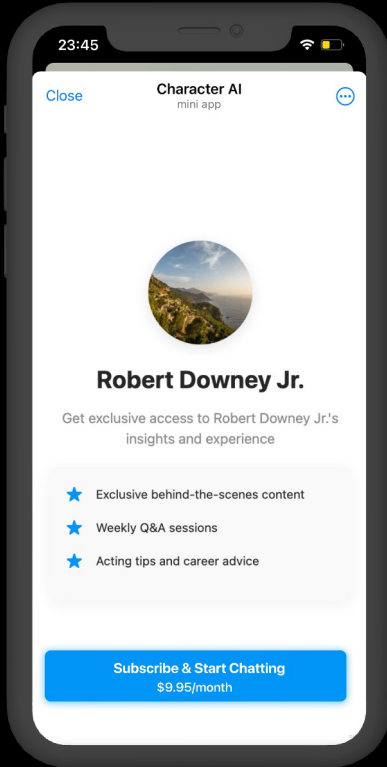 23:45
Close
Character AI
mini app
Robert Downey Jr.
Get exclusive access to Robert Downey Jr.'s
insights and experience
Exclusive behind-the-scenes content
Weekly Q&A sessions
Acting tips and career advice
Subscribe & Start Chatting
$9.95/month